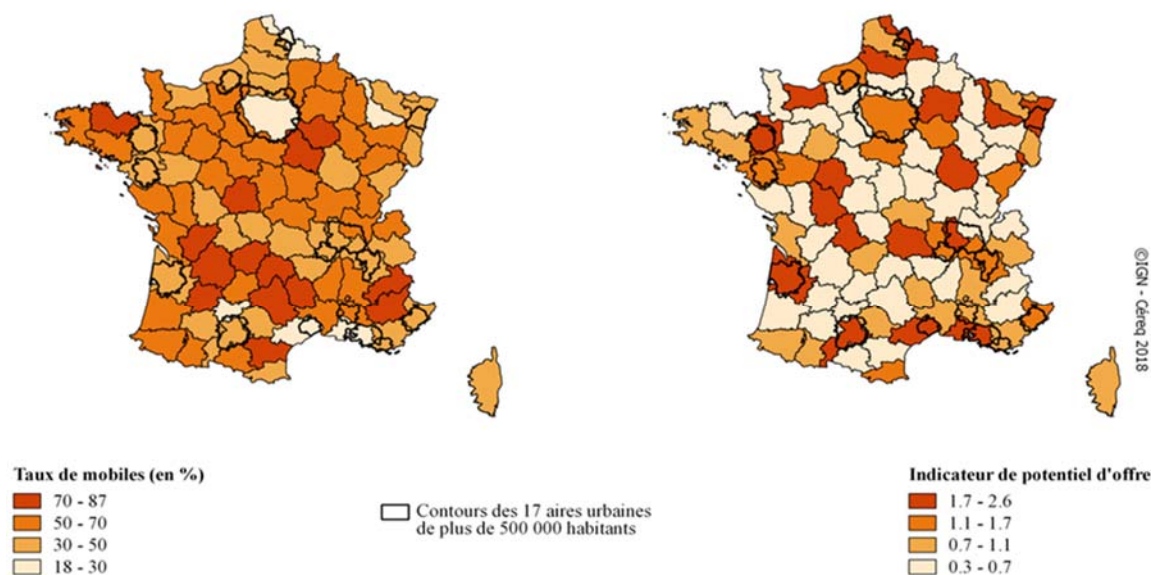 ©IGN - Céreq 2018
Taux de mobiles (en %)
70 - 87
50 - 70
30 - 50
18 - 30
Contours des 17 aires urbaines
de plus de 500 000 habitants
Indicateur de potentiel d'offre
1.7 - 2.6
1.1 - 1.7
0.7 - 1.1
0.3 - 0.7